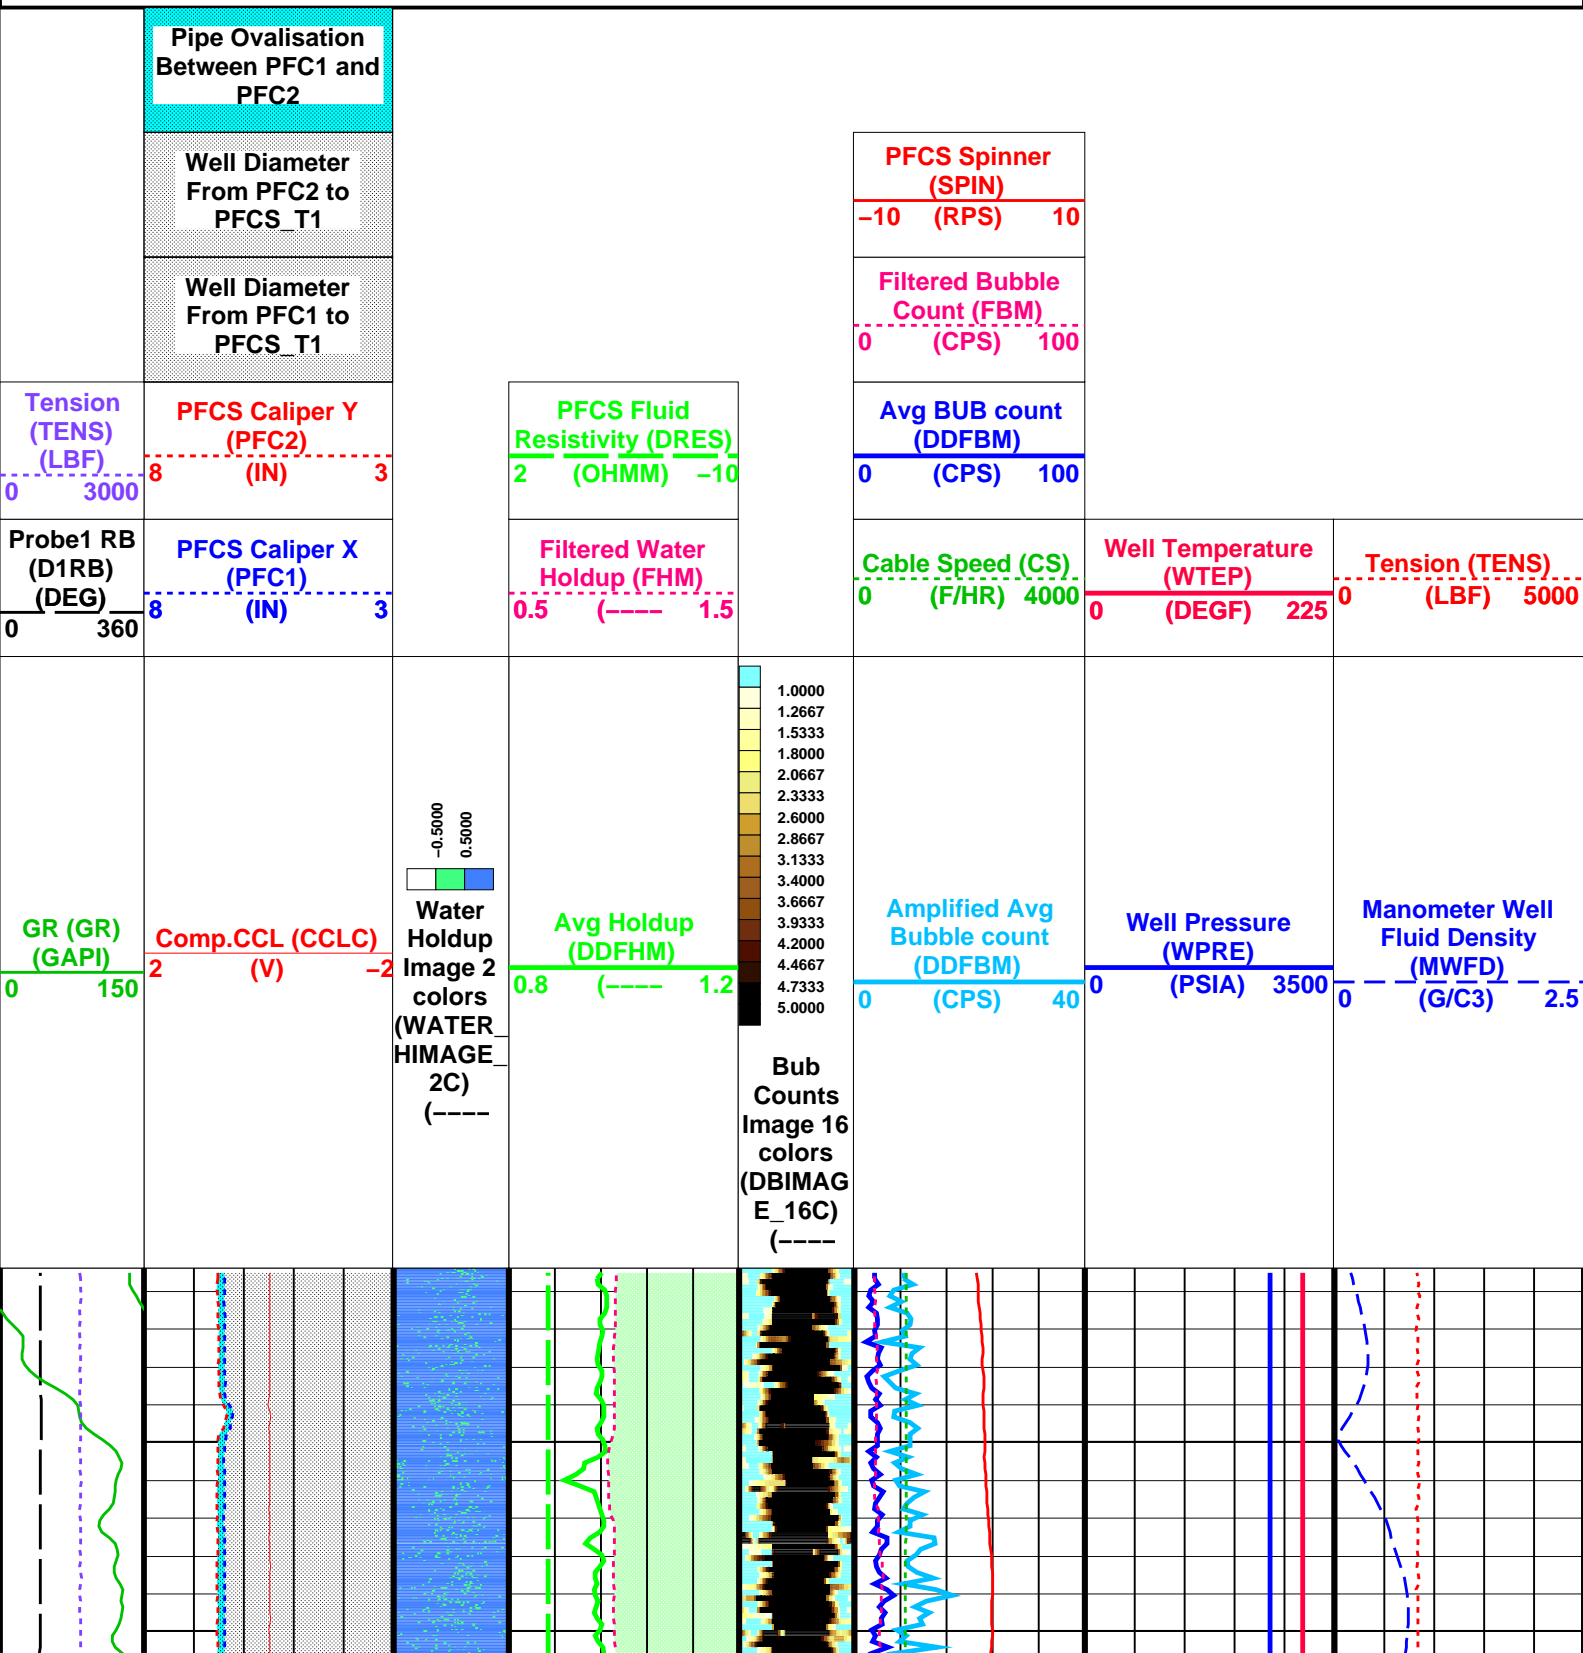 Pipe Ovalisation
Between PFC1 and
PFC2
Well Diameter
From PFC2 to
PFCS_T1
Well Diameter
From PFC1 to
PFCS_T1
PFCS Spinner
(SPIN)
−10 (RPS) 10
Filtered Bubble
Count (FBM)
0 (CPS) 100
Tension
(TENS)
(LBF)
0 3000
PFCS Caliper Y
(PFC2)
8 (IN) 3
PFCS Fluid
Resistivity (DRES)
2 (OHMM) −10
Avg BUB count
(DDFBM)
0 (CPS) 100
Probe1 RB
(D1RB)
(DEG)
0 360
PFCS Caliper X
(PFC1)
8 (IN) 3
Filtered Water
Holdup (FHM)
0.5 (−−−− 1.5
Cable Speed (CS)
0 (F/HR) 4000
Well Temperature
(WTEP)
0 (DEGF) 225
Tension (TENS)
0 (LBF) 5000
GR (GR)
(GAPI)
0 150
Comp.CCL (CCLC)
2 (V) −2
−0.5000
0.5000
Water
Holdup
Image 2
colors
(WATER_
HIMAGE_
2C)
(−−−−
Avg Holdup
(DDFHM)
0.8 (−−−− 1.2
1.0000
1.2667
1.5333
1.8000
2.0667
2.3333
2.6000
2.8667
3.1333
3.4000
3.6667
3.9333
4.2000
4.4667
4.7333
5.0000
Bub
Counts
Image 16
colors
(DBIMAG
E_16C)
(−−−−
Amplified Avg
Bubble count
(DDFBM)
0 (CPS) 40
Well Pressure
(WPRE)
0 (PSIA) 3500
Manometer Well
Fluid Density
(MWFD)
0 (G/C3) 2.5